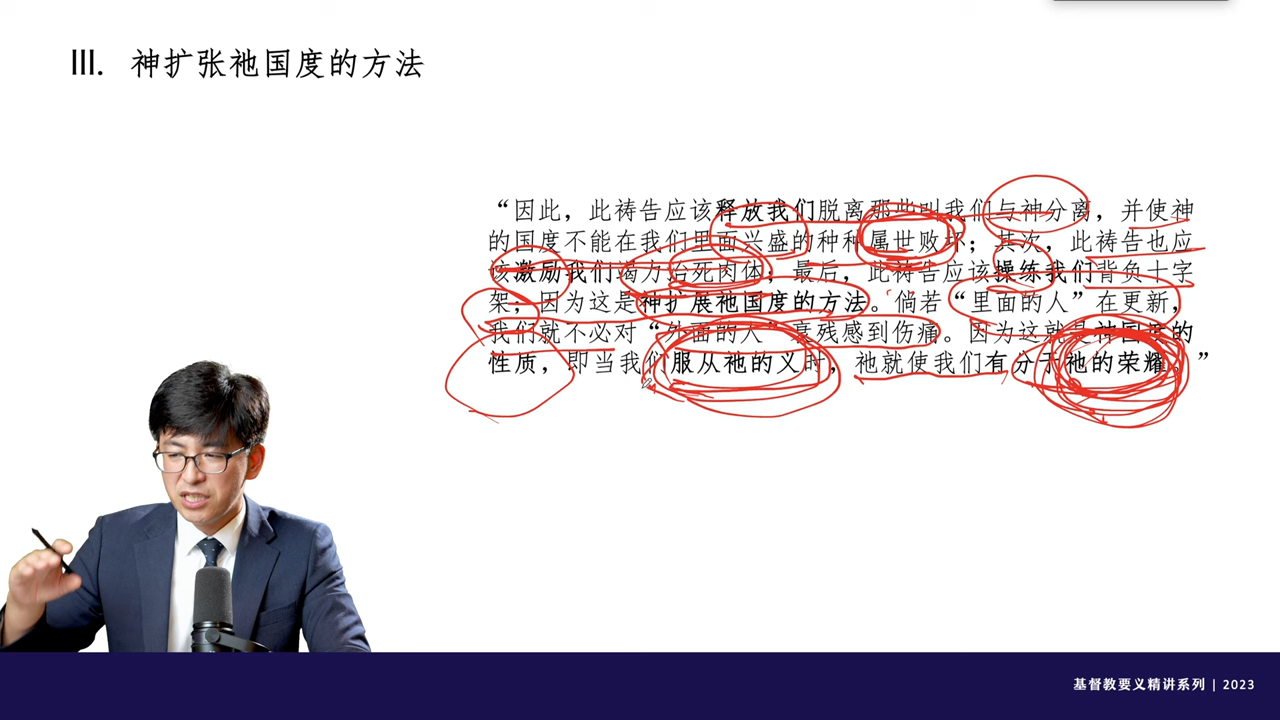 III. 神扩张祂国度的方法
“因此，此祷告应该释放我们脱离那些叫我们与神分离，并使神
的国度不能在我们里面兴盛的种种属世败坏；其次，此祷告也应
该激励我们竭力治死肉体；最后，此祷告应该操练我们背负十字
架；因为这是神扩展祂国度的方法。倘若“里面的人”在更新，
我们就不必对“外面的人”衰残感到伤痛。因为这就是神国度的
性质，即当我们服从祂的义时，祂就使我们有分于祂的荣耀。”
基督教要义精讲系列 | 2023